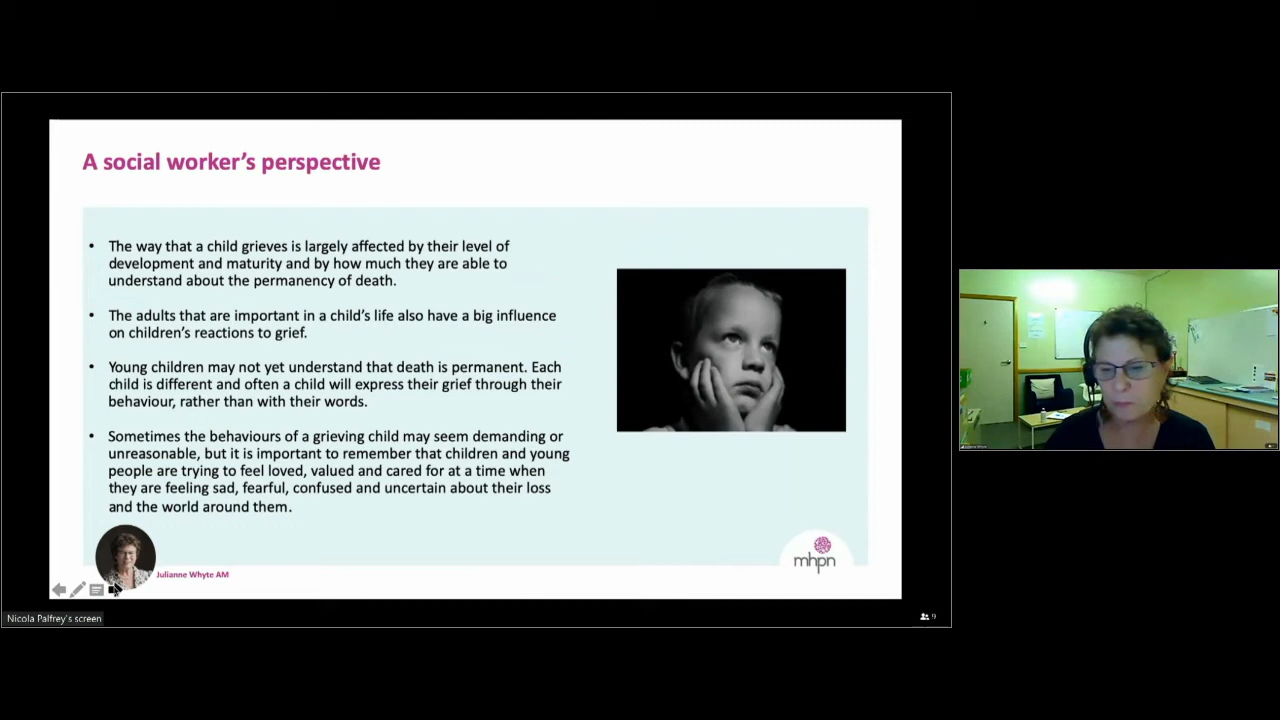 A social worker's perspective
• The way that a child grieves is largely affected by their level of
development and maturity and by how much they are able to
understand about the permanency of death.
• The adults that are important in a child's life also have a big influence
on children's reactions to grief.
• Young children may not yet understand that death is permanent. Each
child is different and often a child will express their grief through their
behaviour, rather than with their words.
• Sometimes the behaviours of a grieving child may seem demanding or
unreasonable, but it is important to remember that children and young
people are trying to feel loved, valued and cared for at a time when
they are feeling sad, fearful, confused and uncertain about their loss
and the world around them.
mhpn
Julianne Whyte AM
Nicola Palfrey's screen
9